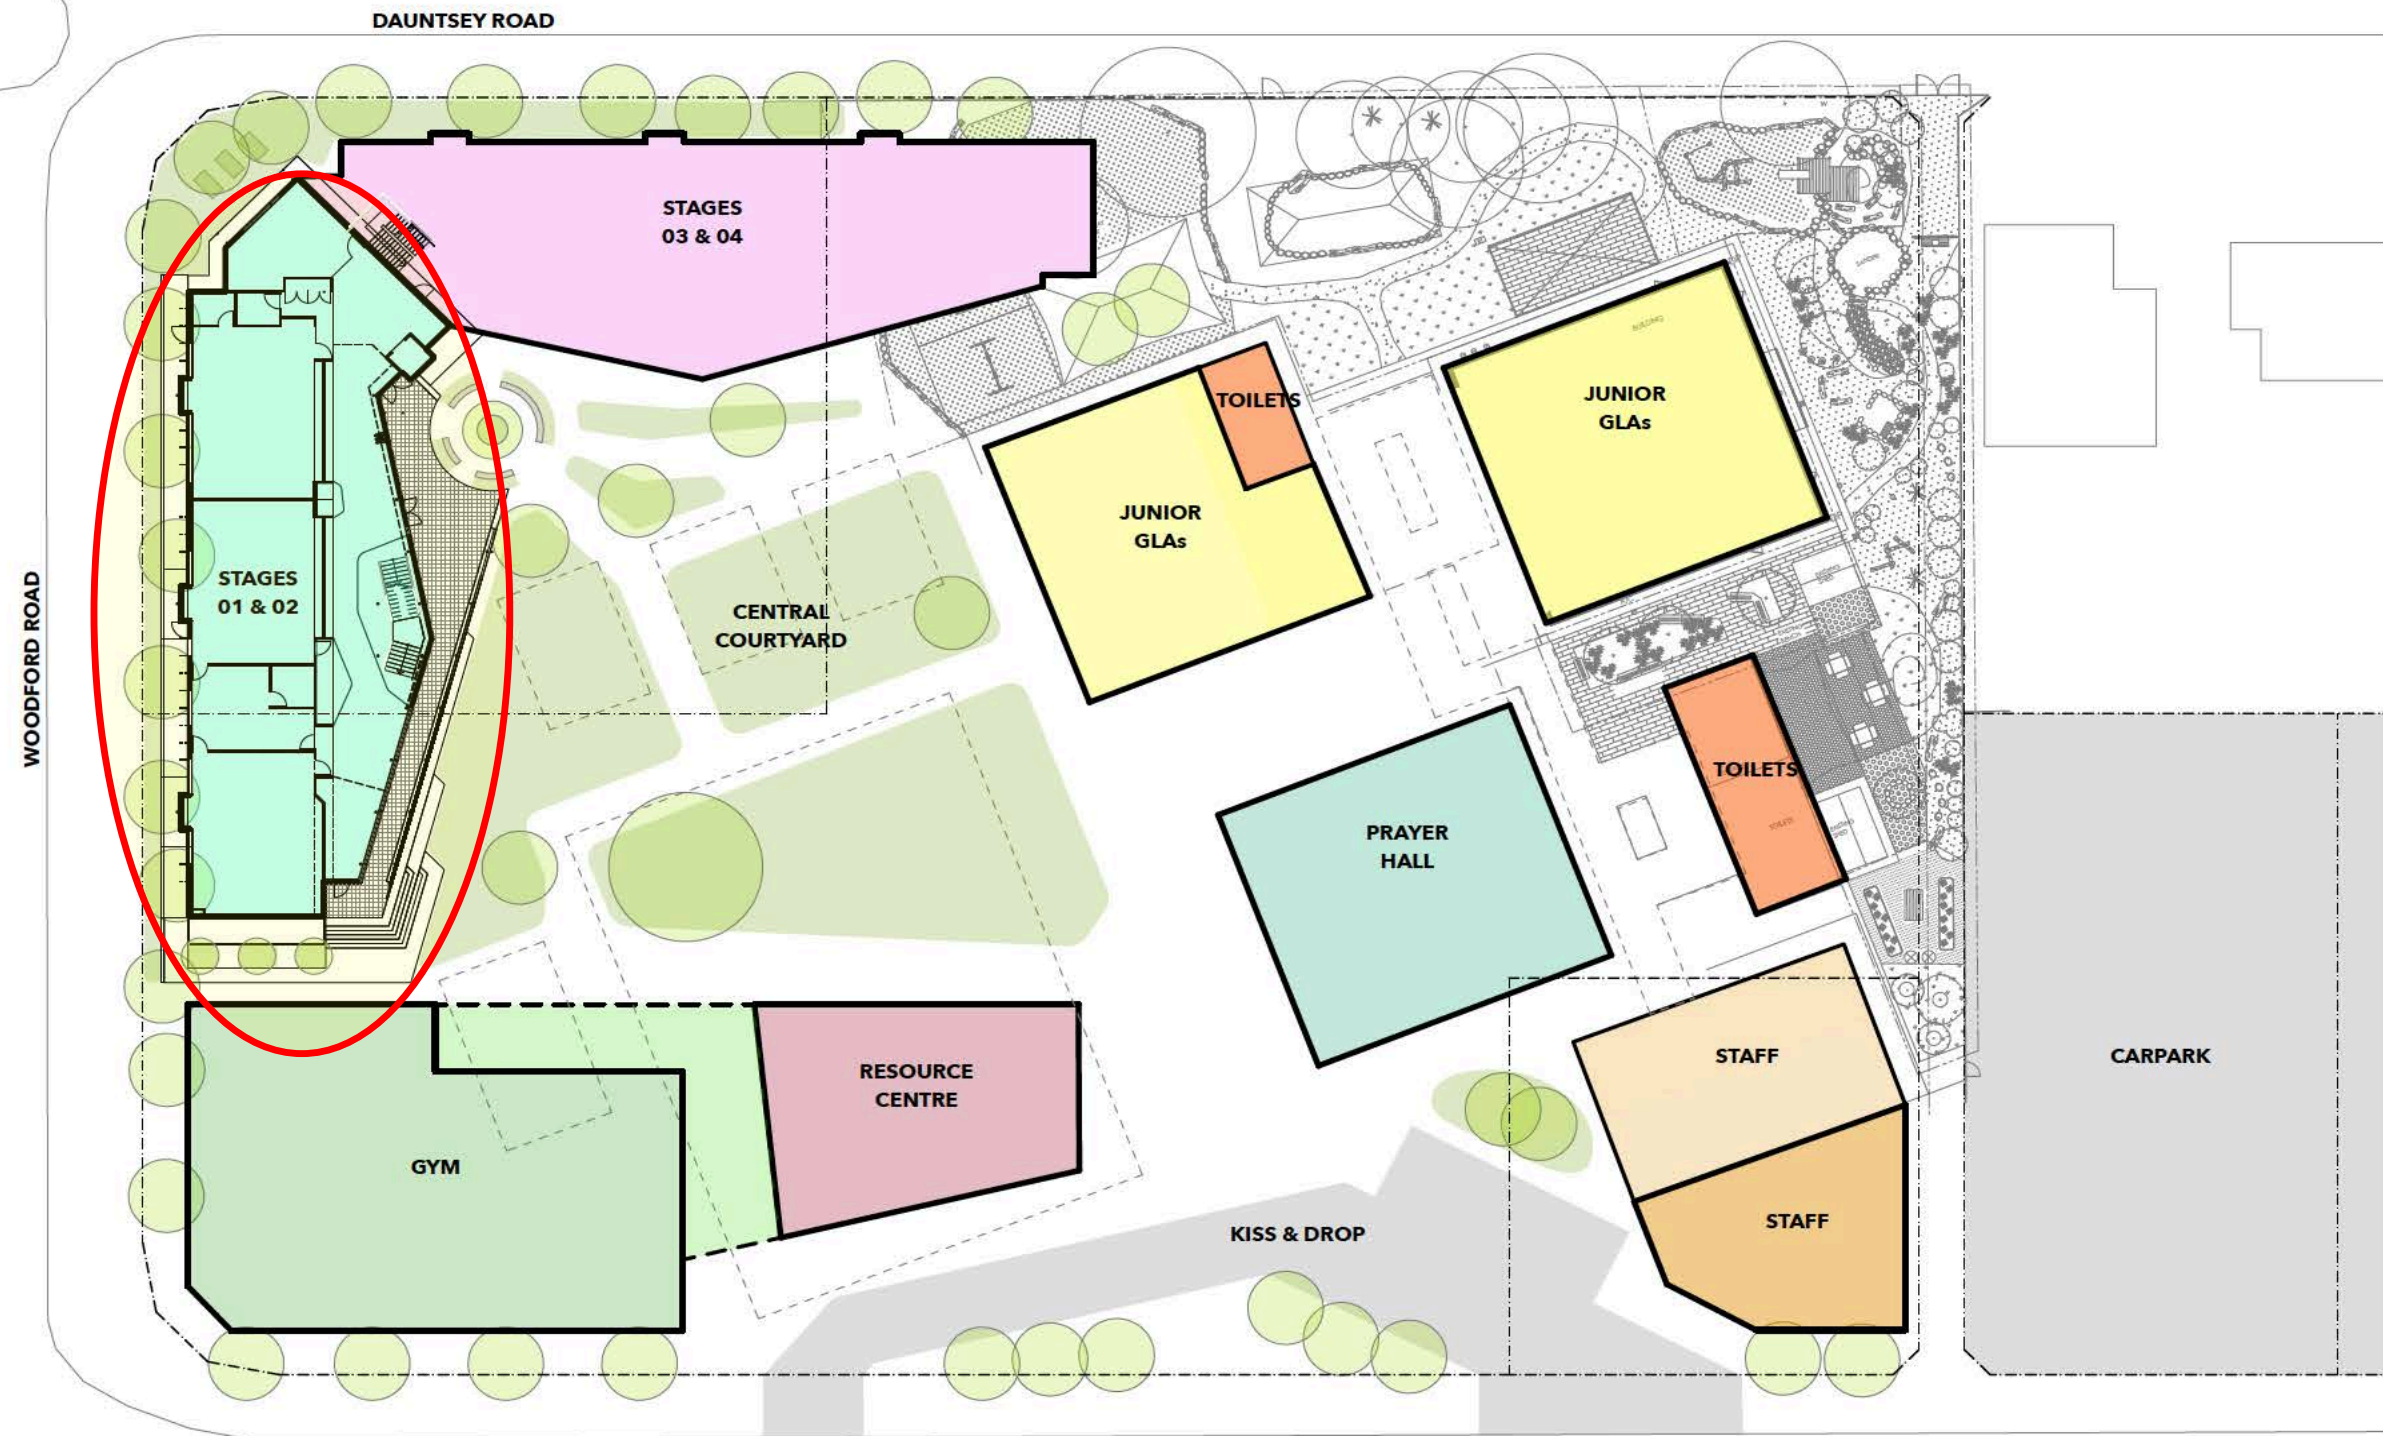 DAUNTSEY ROAD
STAGES
03 & 04
TOILETS
JUNIOR
GLAs
JUNIOR
GLAs
STAGES
01 & 02
WOODFORD ROAD
CENTRAL
COURTYARD
TOILETS
PRAYER
HALL
STAFF
CARPARK
RESOURCE
CENTRE
GYM
STAFF
KISS & DROP